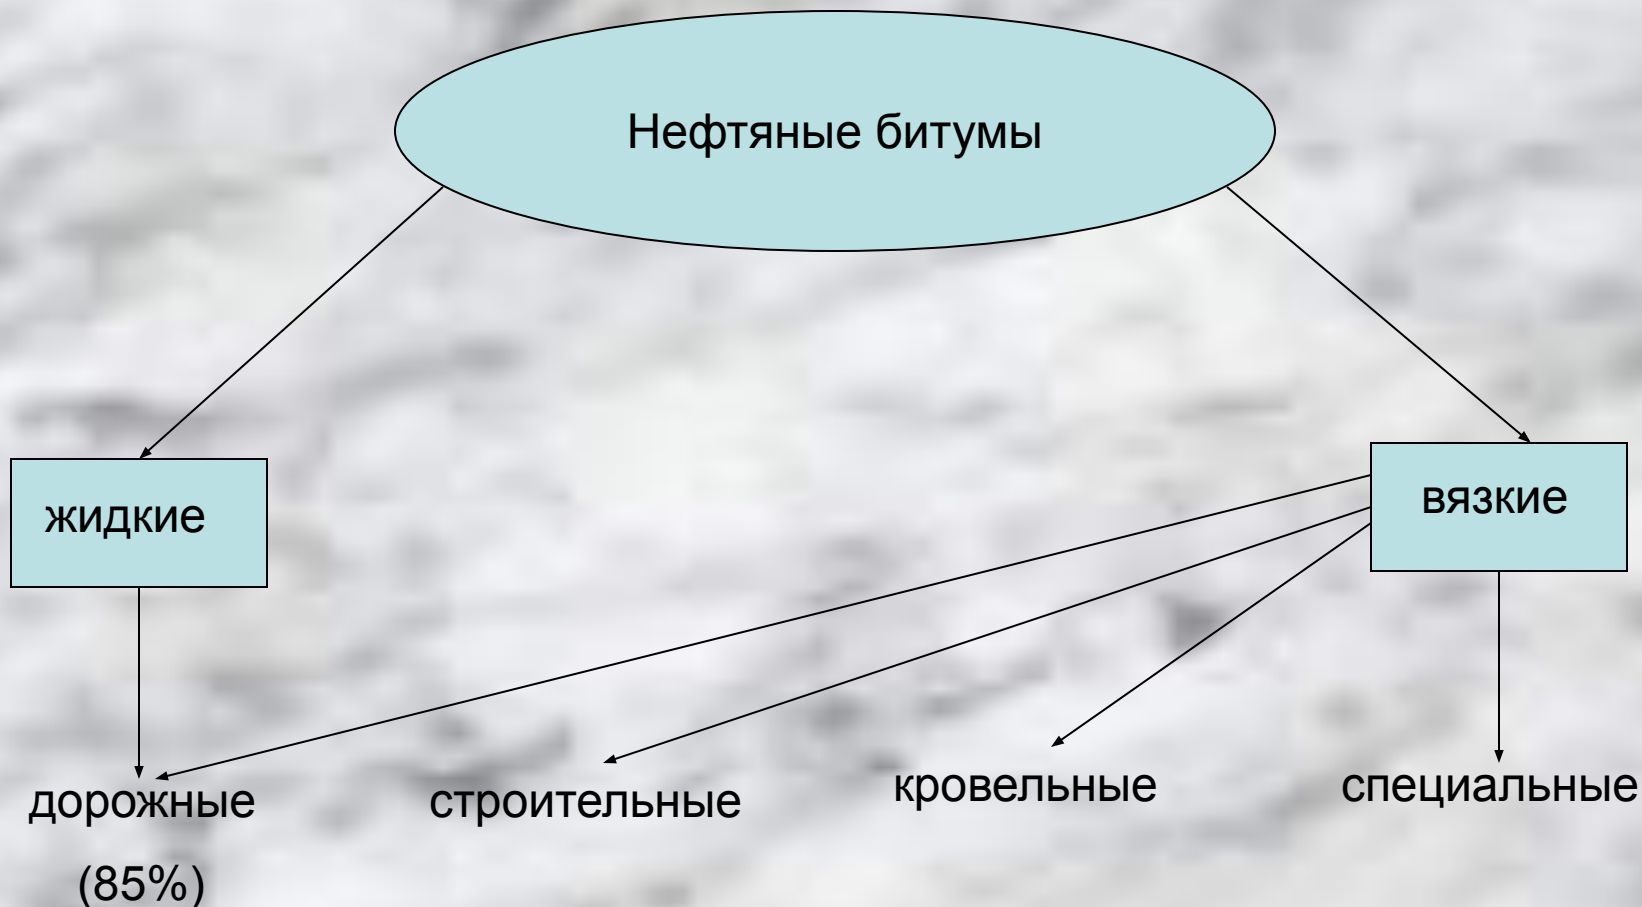 Нефтяные битумы
жидкие
вязкие
дорожные
(85%)
строительные
кровельные
специальные